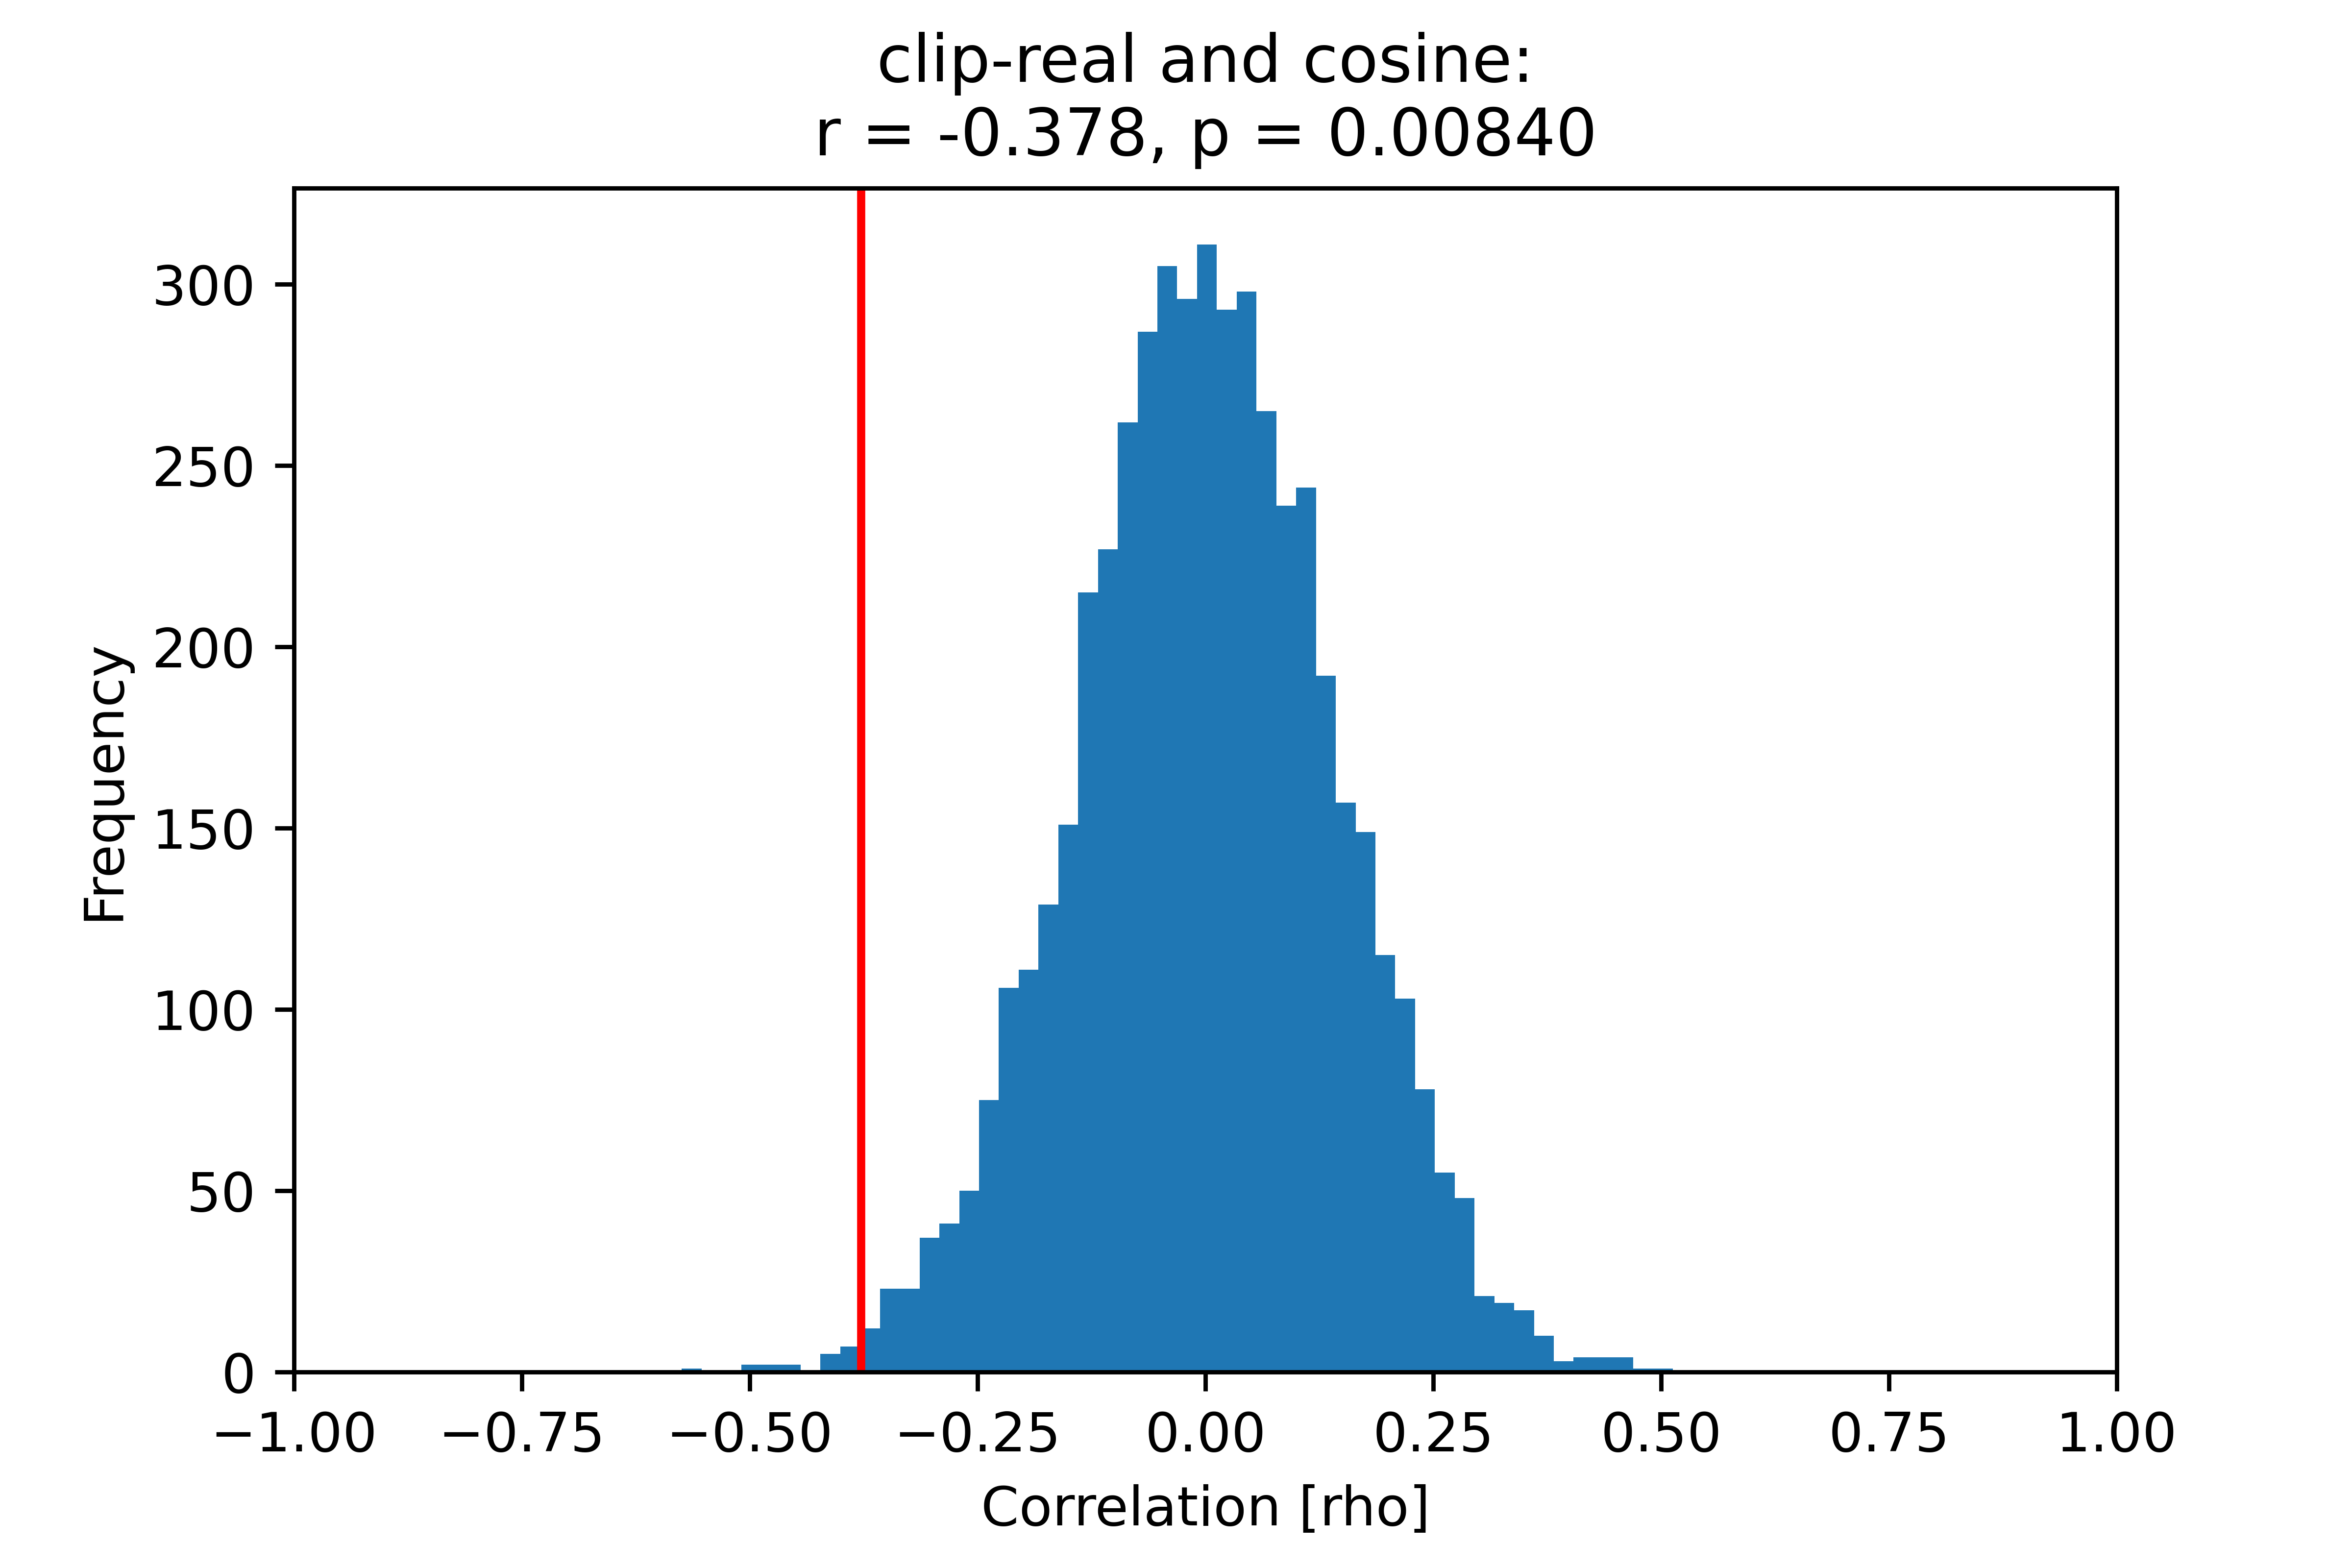 clip-real and cosine:
r = -0.378, p = 0.00840
300
250
200
150
100
50
0
Frequency
−1.00 −0.75 −0.50 −0.25 0.00 0.25 0.50 0.75 1.00
Correlation [rho]